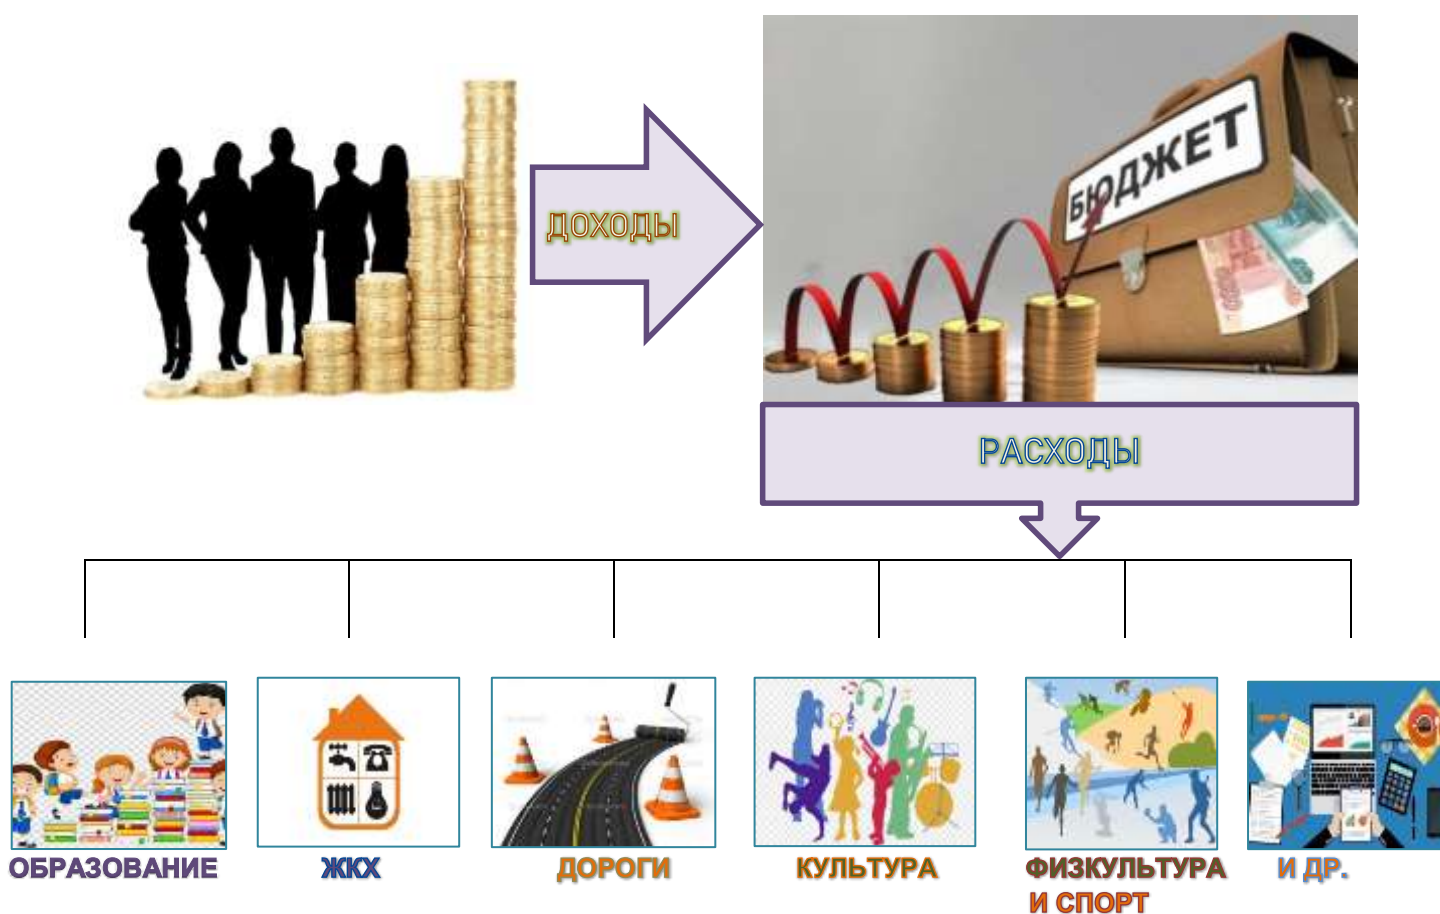 ДОХОДЫ
БЮДЖЕТ
РАСХОДЫ
ОБРАЗОВАНИЕ
ЖКХ
ДОРОГИ
КУЛЬТУРА
ФИЗКУЛЬТУРА
И СПОРТ
И ДР.